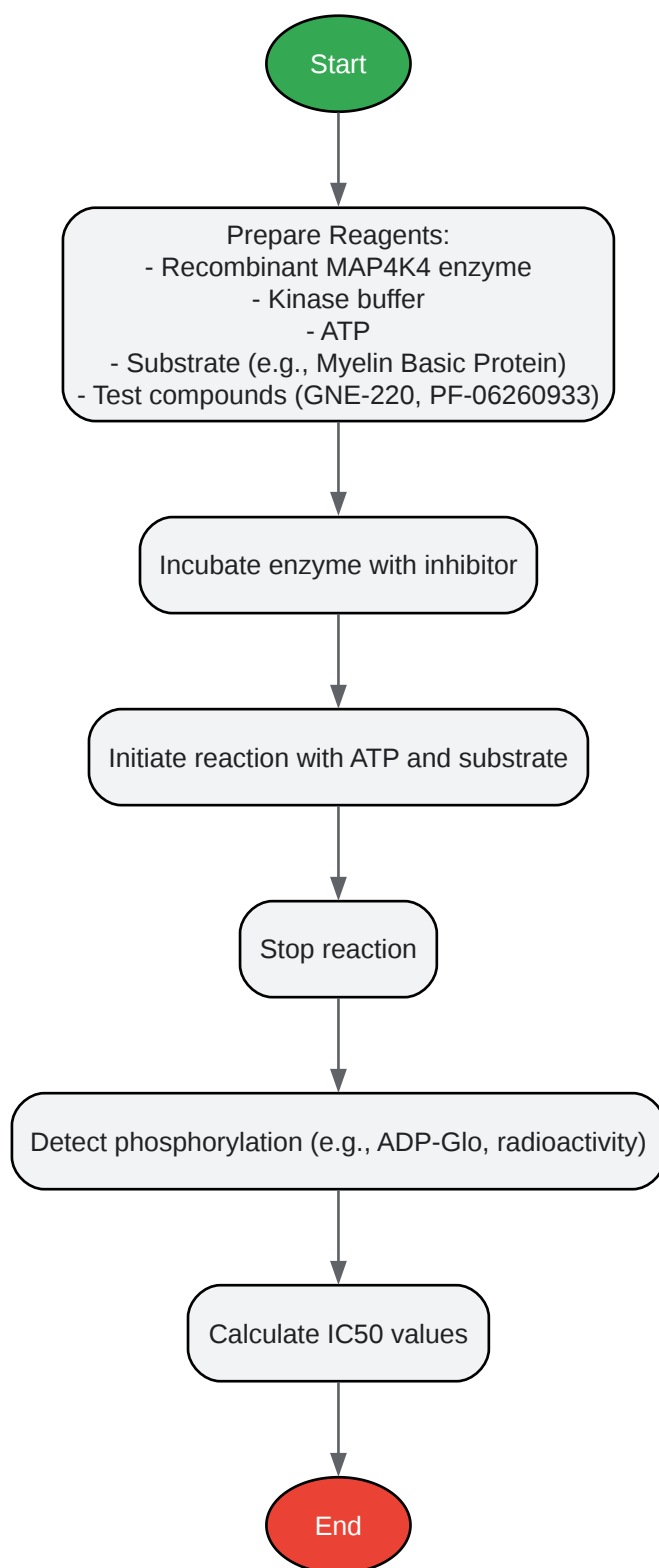 Start
Prepare Reagents:
- Recombinant MAP4K4 enzyme
- Kinase buffer
- ATP
- Substrate (e.g., Myelin Basic Protein)
- Test compounds (GNE-220, PF-06260933)
Incubate enzyme with inhibitor
Initiate reaction with ATP and substrate
Stop reaction
Detect phosphorylation (e.g., ADP-Glo, radioactivity)
Calculate IC50 values
End